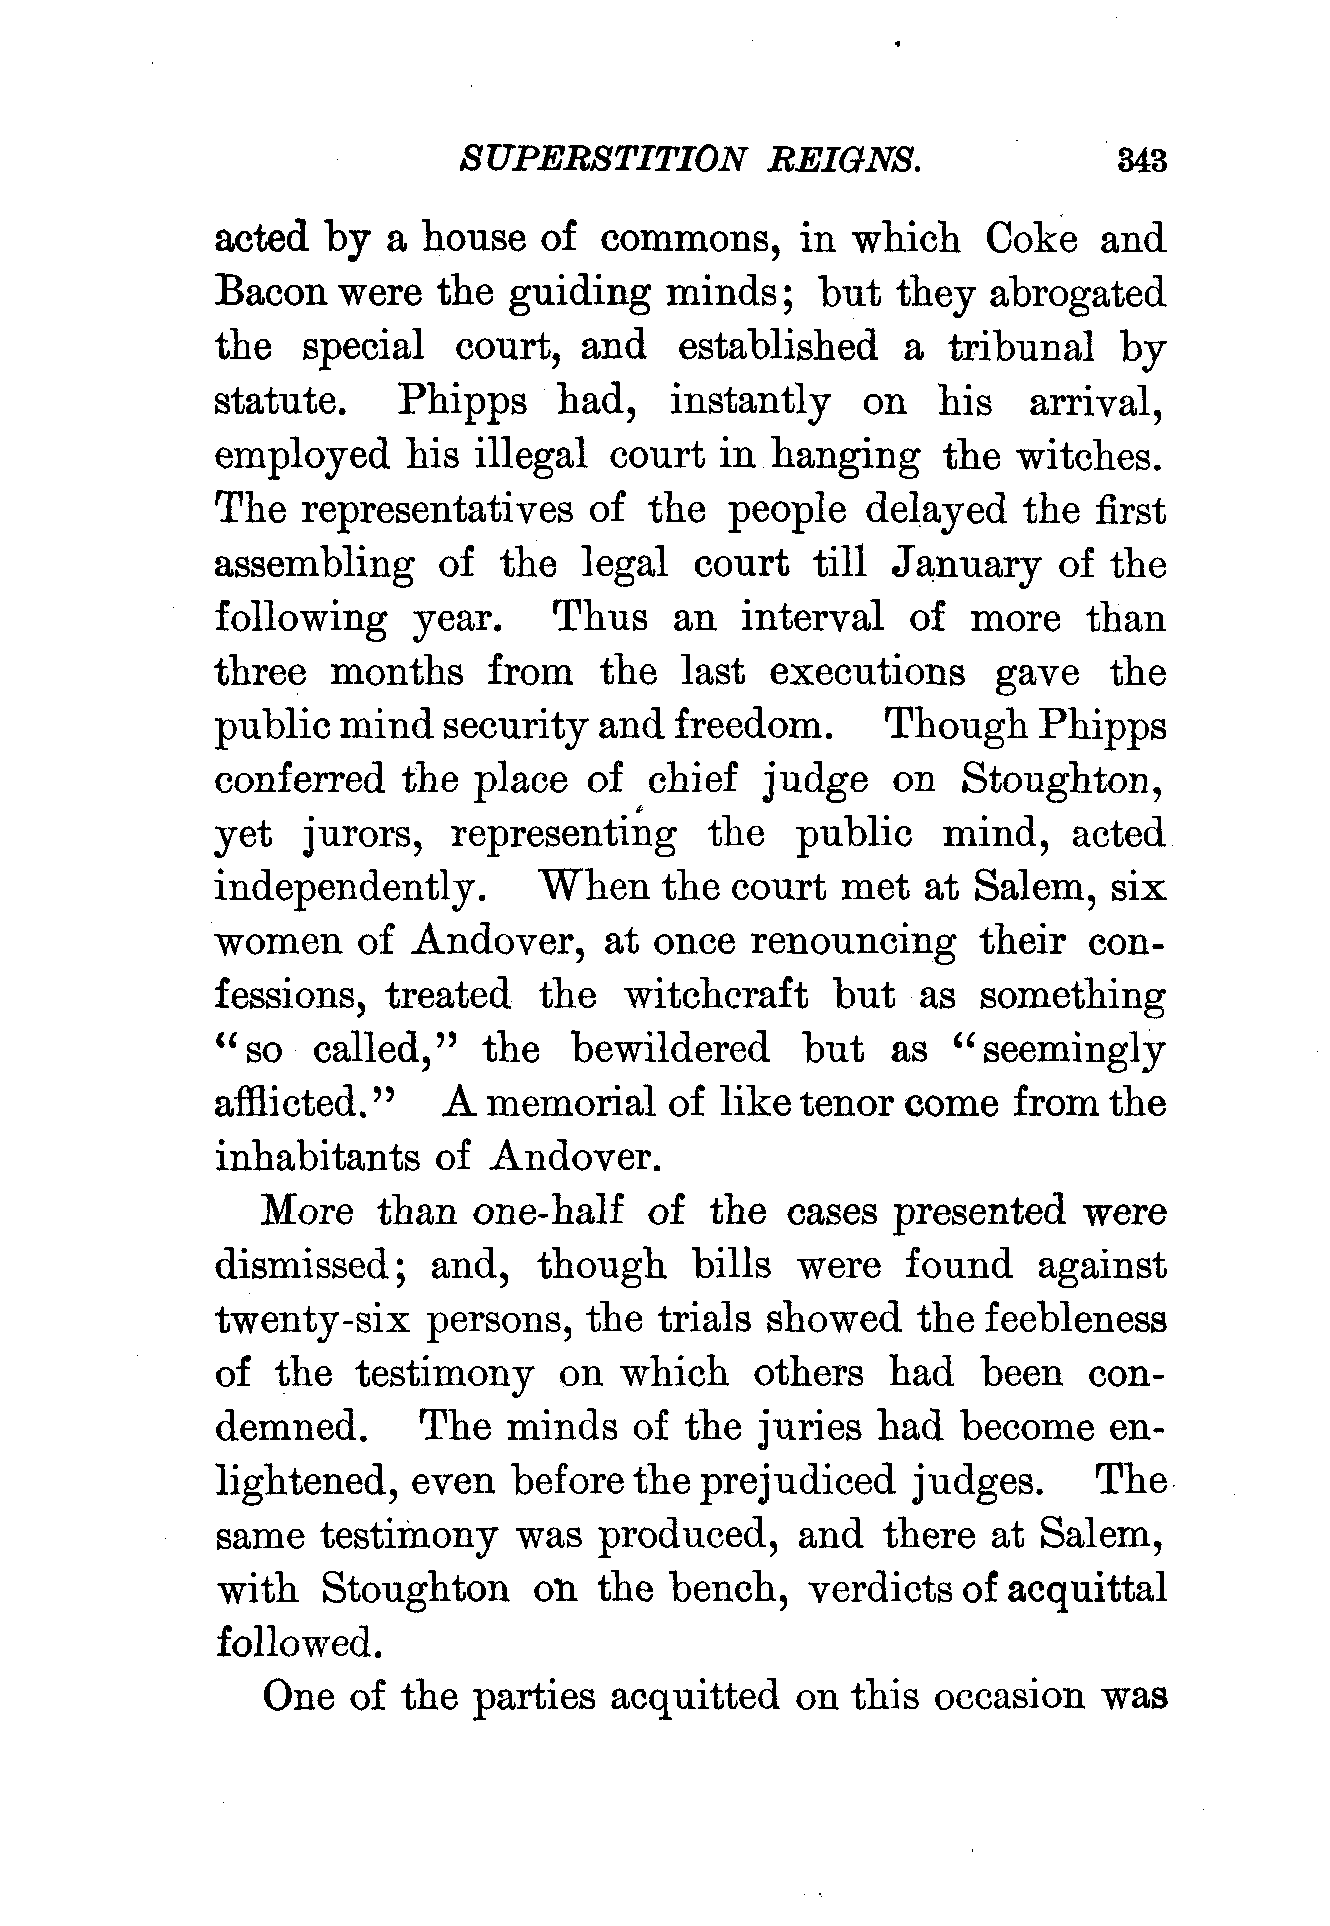 SUPERSTITION REIGNS. 343
acted by a house of commons, in which Coke and
Bacon were the guiding minds; but they abrogated
the special court, and established a tribunal by
statute. Phipps had, instantly on his arrival,
employed his illegal court in hanging the witches.
The representatives of the people delayed the first
assembling of the legal court till January of the
following year. Thus an interval of more than
three months from the last executions gave the
public mind security and freedom. Though Phipps
conferred the place of chief judge on Stoughton,
yet jurors, representing the public mind, acted
independently. When the court met at Salem, six
women of Andover, at once renouncing their con-
fessions, treated the witchcraft but as something
“so called,” the bewildered but as “seemingly
afflicted.” A memorial of like tenor come from the
inhabitants of Andover.
More than one-half of the cases presented were
dismissed; and, though bills were found against
twenty-six persons, the trials showed the feebleness
of the testimony on which others had been con-
demned. The minds of the juries had become en-
lightened, even before the prejudiced judges. The
same testimony was produced, and there at Salem,
with Stoughton on the bench, verdicts of acquittal
followed.
One of the parties acquitted on this occasion was